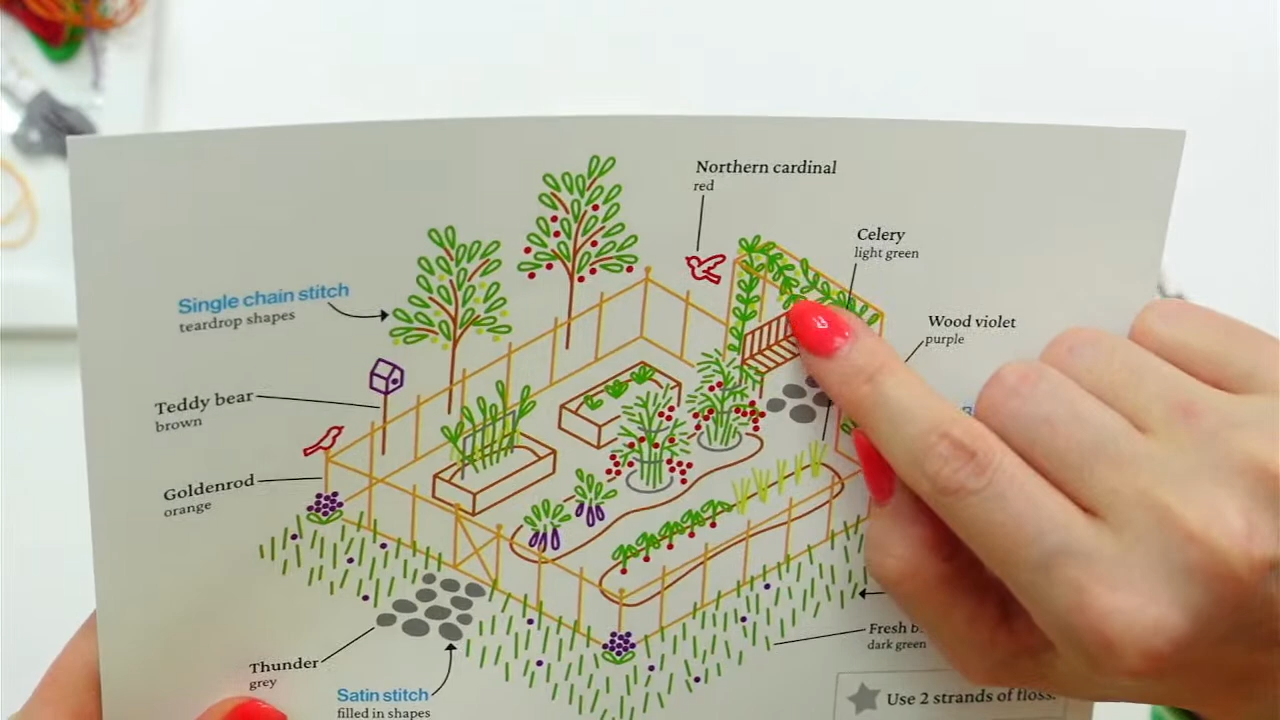 Northern cardinal
red
Celery
light green
Single chain stitch
teardrop shapes
Wood violet
purple
Teddy bear
brown
Goldenrod
orange
Fresh
dark green
Thunder
grey
Satin stitch
filled in shapes
Use 2 strands of floss.